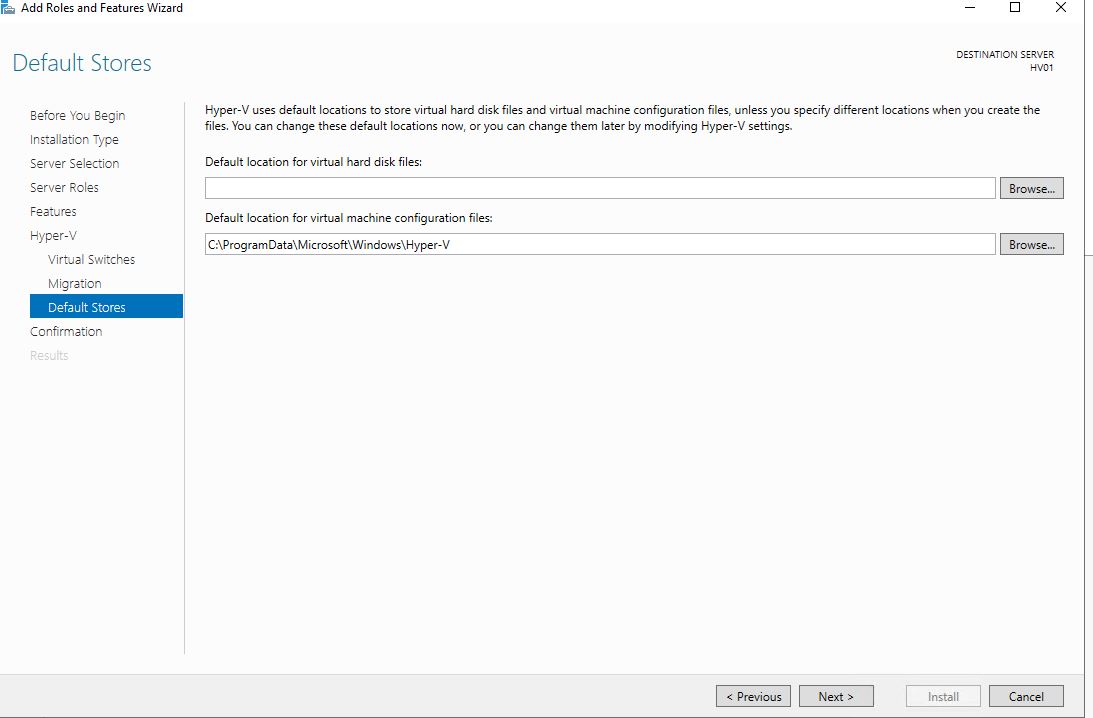 Add Roles and Features Wizard
Default Stores
DESTINATION SERVER
HV01
Before You Begin
Installation Type
Server Selection
Server Roles
Features
Hyper-V
Virtual Switches
Migration
Default Stores
Confirmation
Results
Hyper-V uses default locations to store virtual hard disk files and virtual machine configuration files, unless you specify different locations when you create the
files. You can change these default locations now, or you can change them later by modifying Hyper-V settings.
Default location for virtual hard disk files:
Browse...
Default location for virtual machine configuration files:
C:\ProgramData\Microsoft\Windows\Hyper-V
Browse...
< Previous
Next >
Install
Cancel